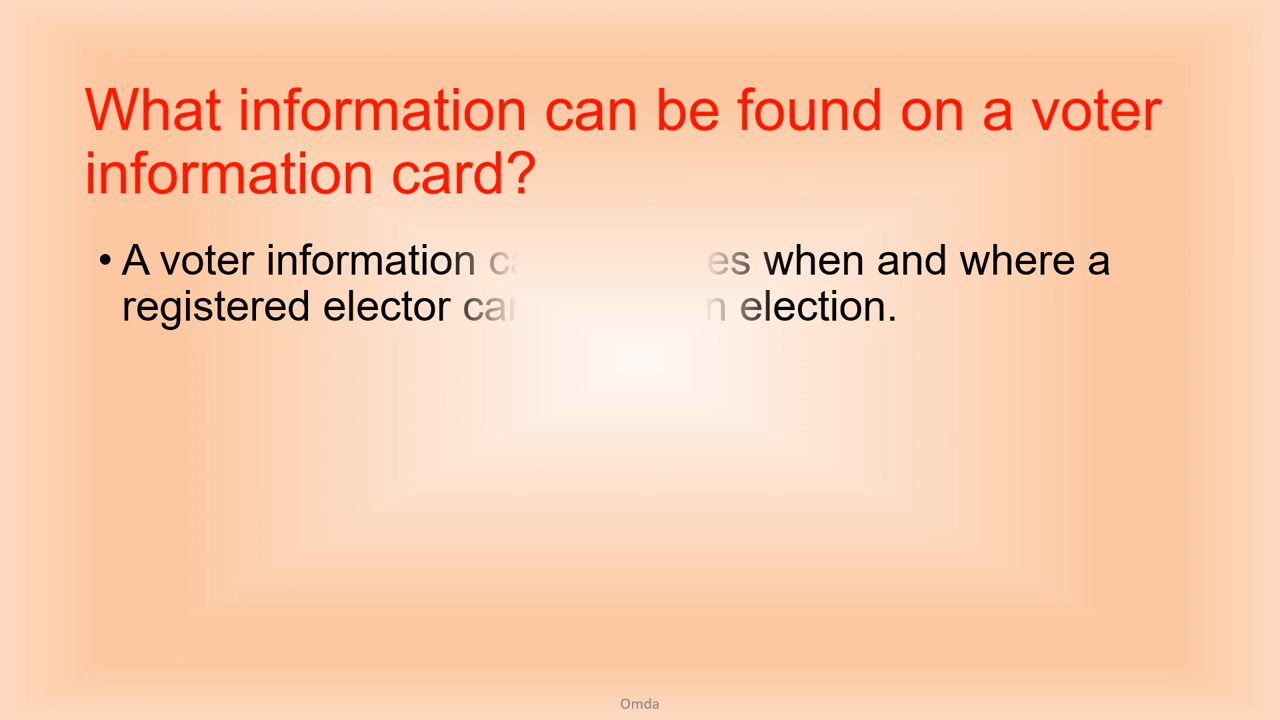 What information can be found on a voter
information card?
• A voter information when and where a
registered elector election.
Omda